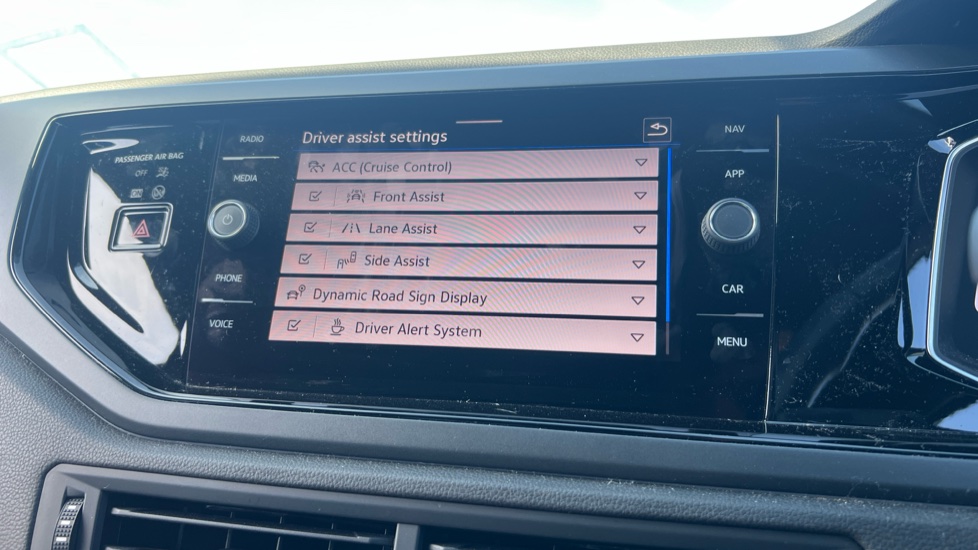 PASSENGER AIR BAG
OFF
RADIO
MEDIA
PHONE
VOICE
Driver assist settings
ACC (Cruise Control)
Front Assist
Lane Assist
Side Assist
Dynamic Road Sign Display
Driver Alert System
NAV
APP
CAR
MENU